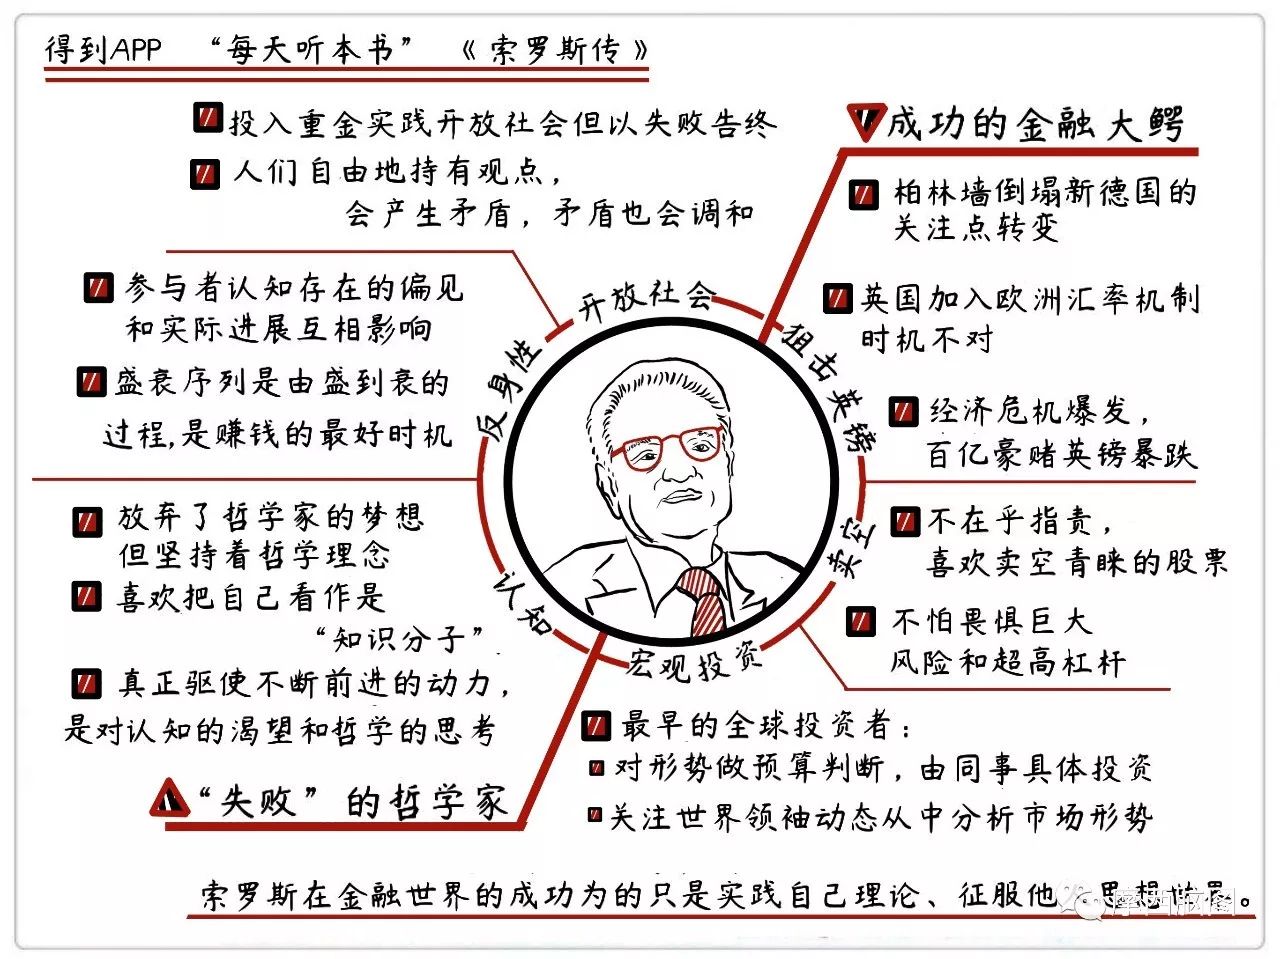 得到APP “每天听本书” 《索罗斯传》
投入重金实践开放社会但以失败告终
人们自由地持有观点，
会产生矛盾，矛盾也会调和
参与者认知存在的偏见
和实际进展互相影响
盛衰序列是由盛到衰的
过程,是赚钱的最好时机
放弃了哲学家的梦想
但坚持着哲学理念
喜欢把自己看作是
“知识分子”
真正驱使不断前进的动力，
是对认知的渴望和哲学的思考
“失败”的哲学家
开放社会
反身性
认知
狙击英镑
卖空
宏观投资
成功的金融大鳄
柏林墙倒塌新德国的
关注点转变
英国加入欧洲汇率机制
时机不对
经济危机爆发，
百亿豪赌英镑暴跌
不在乎指责，
喜欢卖空青睐的股票
不怕畏惧巨大
风险和超高杠杆
最早的全球投资者：
对形势做预算判断，由同事具体投资
关注世界领袖动态从中分析市场形势
索罗斯在金融世界的成功为的只是实践自己理论、征服他人思想世界。